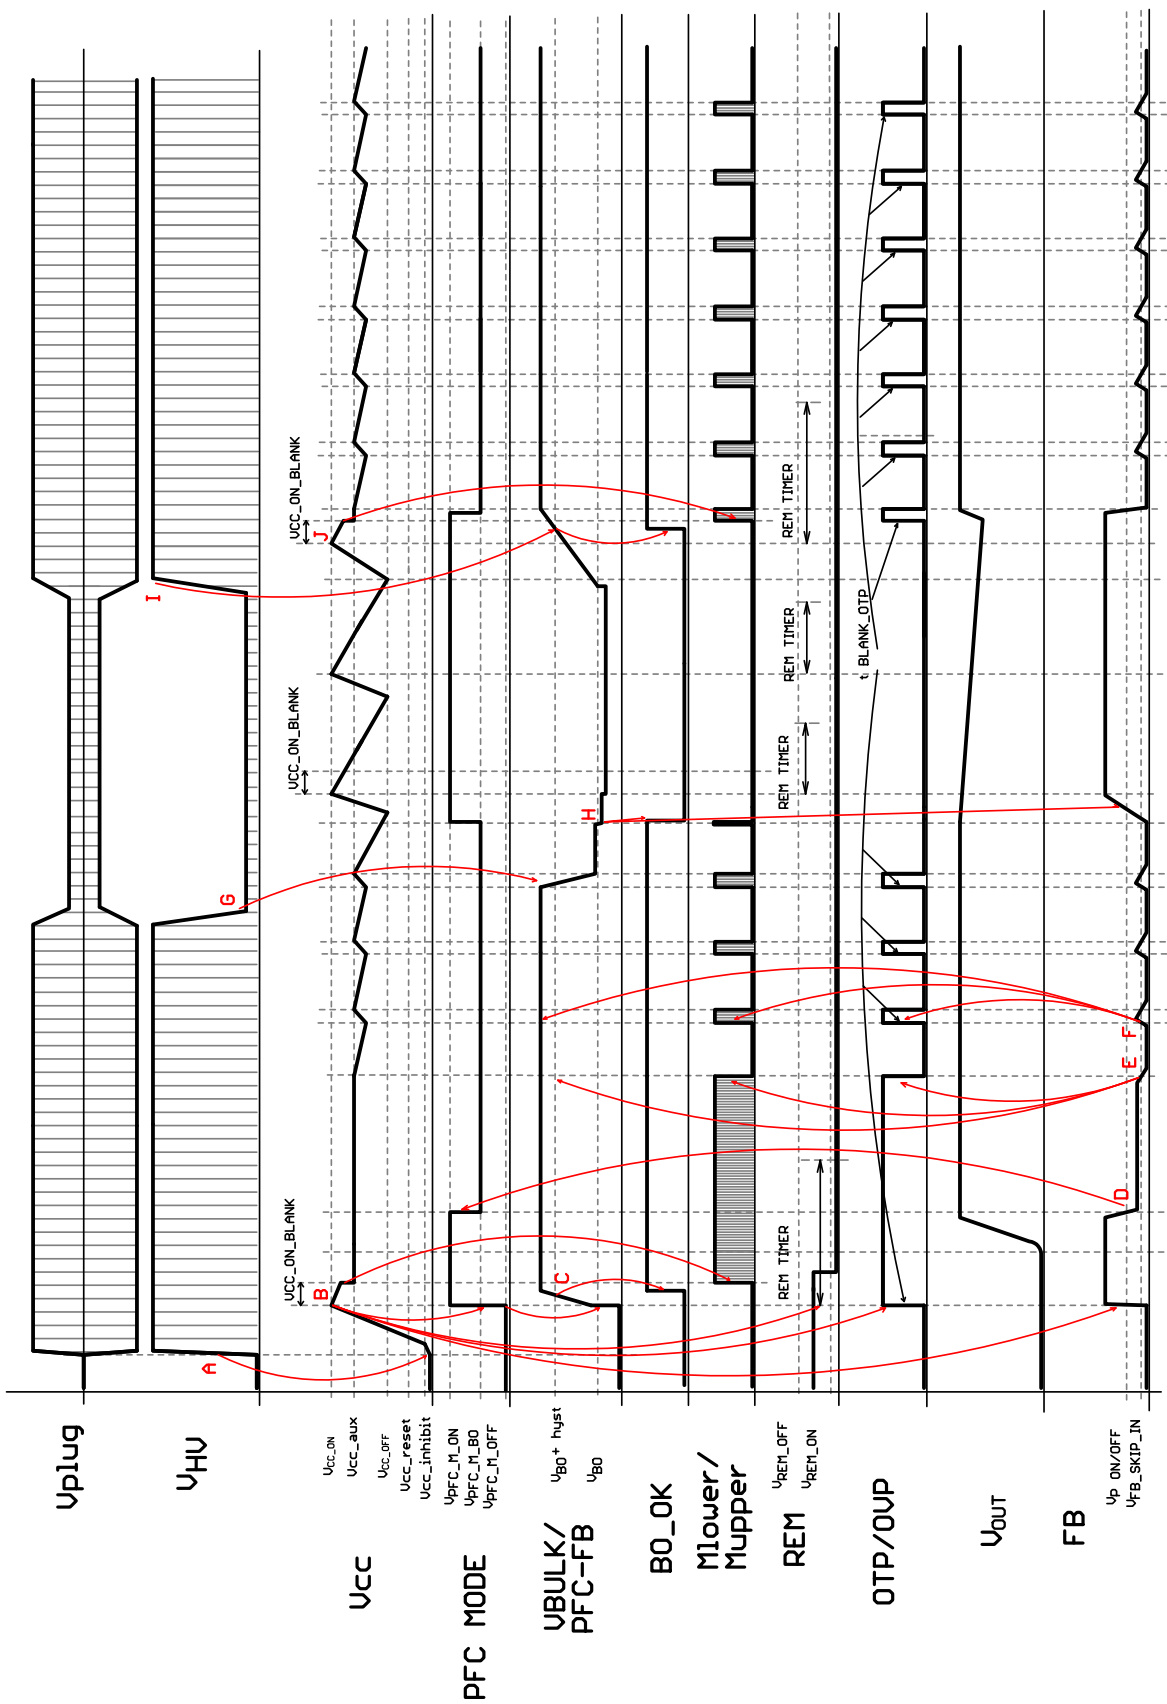 Vplug
VHV
VCC_ON
Vcc_aux
VCC_OFF
Vcc_reset
Vcc_inhibit
Vcc
VCC_ON_BLANK
VCC_ON_BLANK
VCC_ON_BLANK
VPFC_M_ON
VPFC_M_BO
VPFC_M_OFF
PFC MODE
VBO+ hyst
VBO
VBULK/
PFC-FB
BO_OK
Mlower/
Mupper
VREM_OFF
VREM_ON
REM
REM TIMER
REM TIMER
REM TIMER
REM TIMER
OTP/OVP
t BLANK_OTP
VOUT
VP ON/OFF
VFB_SKIP_IN
FB
A
B
C
D
E
F
G
H
I
J